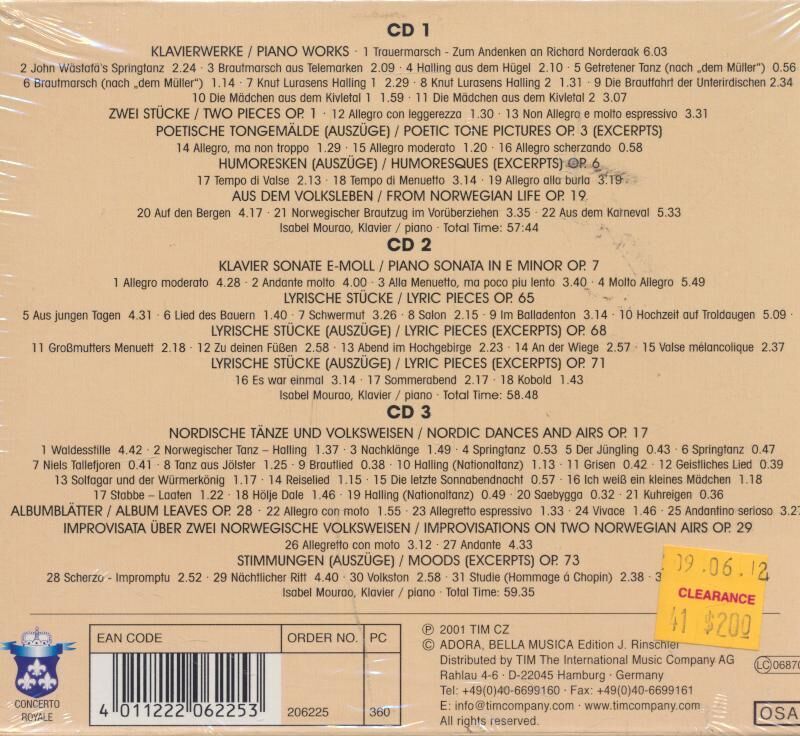 CD 1
KLAVIERWERKE / PIANO WORKS · 1 Trauermarsch - Zum Andenken an Richard Norderaak 6.03
2 John Wästafä's Springtanz 2.24 · 3 Brautmarsch aus Telemarken 2.09 · 4 Halling aus dem Hügel 2.10 · 5 Getretener Tanz (nach „dem Müller") 0.56
6 Brautmarsch (nach „dem Müller") 1.14 · 7 Knut Lurasens Halling 1 2.29 · 8 Knut Lurasens Halling 2 1.31 · 9 Die Brautfahrt der Unterirdischen 2.34
10 Die Mädchen aus dem Kivletal 1 1.59 · 11 Die Mädchen aus dem Kivletal 2 3.07
ZWEI STÜCKE / TWO PIECES OP. 1 · 12 Allegro con leggerezza 1.30 · 13 Non Allegro e molto espressivo 3.31
POETISCHE TONGEMÄLDE (AUSZÜGE) / POETIC TONE PICTURES OP. 3 (EXCERPTS)
14 Allegro, ma non troppo 1.29 · 15 Allegro moderato 1.20 · 16 Allegro scherzando 0.58
HUMORESKEN (AUSZÜGE) / HUMORESQUES (EXCERPTS) OP. 6
17 Tempo di Valse 2.13 · 18 Tempo di Menuetto 3.14 · 19 Allegro alla burla 3.19
AUS DEM VOLKSLEBEN / FROM NORWEGIAN LIFE OP. 19
20 Auf den Bergen 4.17 · 21 Norwegischer Brautzug im Vorüberziehen 3.35 · 22 Aus dem Karneval 5.33
Isabel Mourao, Klavier / piano · Total Time: 57:44
CD 2
KLAVIER SONATE E-MOLL / PIANO SONATA IN E MINOR OP. 7
1 Allegro moderato 4.28 · 2 Andante molto 4.00 · 3 Alla Menuetto, ma poco piu lento 3.40 · 4 Molto Allegro 5.49
LYRISCHE STÜCKE / LYRIC PIECES OP. 65
5 Aus jungen Tagen 4.31 · 6 Lied des Bauern 1.40 · 7 Schwermut 3.26 · 8 Salon 2.15 · 9 Im Balladenton 3.14 · 10 Hochzeit auf Troldaugen 5.09 ·
LYRISCHE STÜCKE (AUSZÜGE) / LYRIC PIECES (EXCERPTS) OP. 68
11 Großmutters Menuett 2.18 · 12 Zu deinen Füßen 2.58 · 13 Abend im Hochgebirge 2.23 · 14 An der Wiege 2.57 · 15 Valse mélancolique 2.37
LYRISCHE STÜCKE (AUSZÜGE) / LYRIC PIECES (EXCERPTS) OP. 71
16 Es war einmal 3.14 · 17 Sommerabend 2.17 · 18 Kobold 1.43
Isabel Mourao, Klavier / piano · Total Time: 58.48
CD 3
NORDISCHE TÄNZE UND VOLKSWEISEN / NORDIC DANCES AND AIRS OP. 17
1 Waldesstille 4.42 · 2 Norwegischer Tanz – Halling 1.37 · 3 Nachklänge 1.49 · 4 Springtanz 0.53 · 5 Der Jüngling 0.43 · 6 Springtanz 0.47
7 Niels Tallefjoren 0.41 · 8 Tanz aus Jölster 1.25 · 9 Brautlied 0.38 · 10 Halling (Nationaltanz) 1.13 · 11 Grisen 0.42 · 12 Geistliches Lied 0.39
13 Solfagar und der Würmerkönig 1.17 · 14 Reiselied 1.15 · 15 Die letzte Sonnabendnacht 0.57 · 16 Ich weiß ein kleines Mädchen 1.18
17 Stabbe – Laaten 1.22 · 18 Hölje Dale 1.46 · 19 Halling (Nationaltanz) 0.49 · 20 Saebygga 0.32 · 21 Kuhreigen 0.36
ALBUMBLÄTTER / ALBUM LEAVES OP. 28 · 22 Allegro con moto 1.55 · 23 Allegretto espressivo 1.33 · 24 Vivace 1.46 · 25 Andantino serioso 3.27
IMPROVISATA ÜBER ZWEI NORWEGISCHE VOLKSWEISEN / IMPROVISATIONS ON TWO NORWEGIAN AIRS OP. 29
26 Allegretto con moto 3.12 · 27 Andante 4.33
STIMMUNGEN (AUSZÜGE) / MOODS (EXCERPTS) OP. 73
28 Scherzo - Impromptu 2.52 · 29 Nächtlicher Ritt 4.40 · 30 Volkston 2.58 · 31 Studie (Hommage á Chopin) 2.38 ·
Isabel Mourao, Klavier / piano · Total Time: 59.35
09.06.12
CLEARANCE
41 $200
EAN CODE
ORDER NO.
PC
4 011222 062253
206225
360
CONCERTO
ROYALE
℗ 2001 TIM CZ
© ADORA, BELLA MUSICA Edition J. Rinschler
Distributed by TIM The International Music Company AG
Rahlau 4-6 · D-22045 Hamburg · Germany
Tel: +49(0)40-6699160 · Fax: +49(0)40-6699161
E: info@timcompany.com · www.timcompany.com
All rights reserved.
LC 0687
OSA